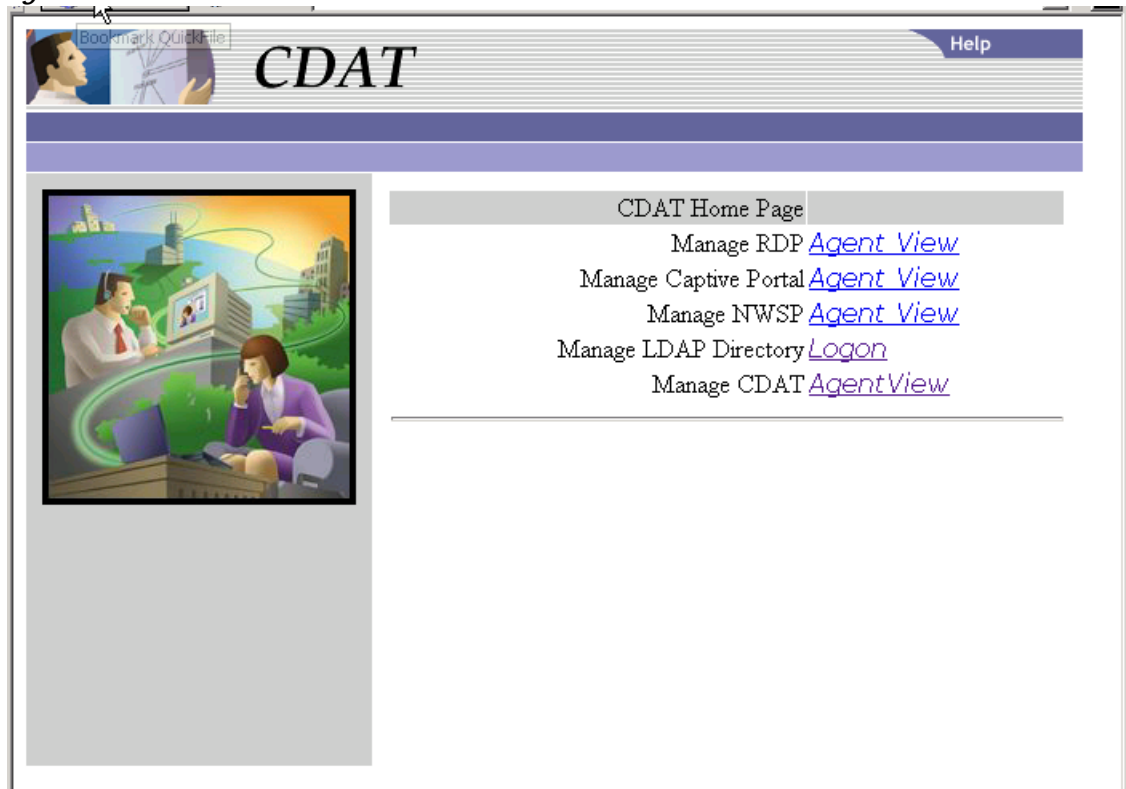 Bookmark QuickFile
CDAT
Help
CDAT Home Page
Manage RDP Agent View
Manage Captive Portal Agent View
Manage NWSP Agent View
Manage LDAP Directory Logon
Manage CDAT AgentView